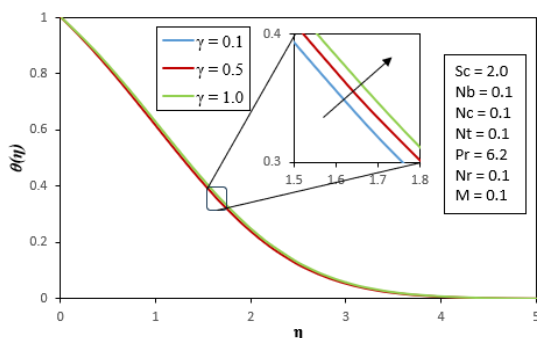 1
0.8
0.6
0.4
0.2
0
θ(η)
0
1
2
3
4
5
η
γ = 0.1
γ = 0.5
γ = 1.0
0.4
0.3
1.5
1.6
1.7
1.8
Sc = 2.0
Nb = 0.1
Nc = 0.1
Nt = 0.1
Pr = 6.2
Nr = 0.1
M = 0.1